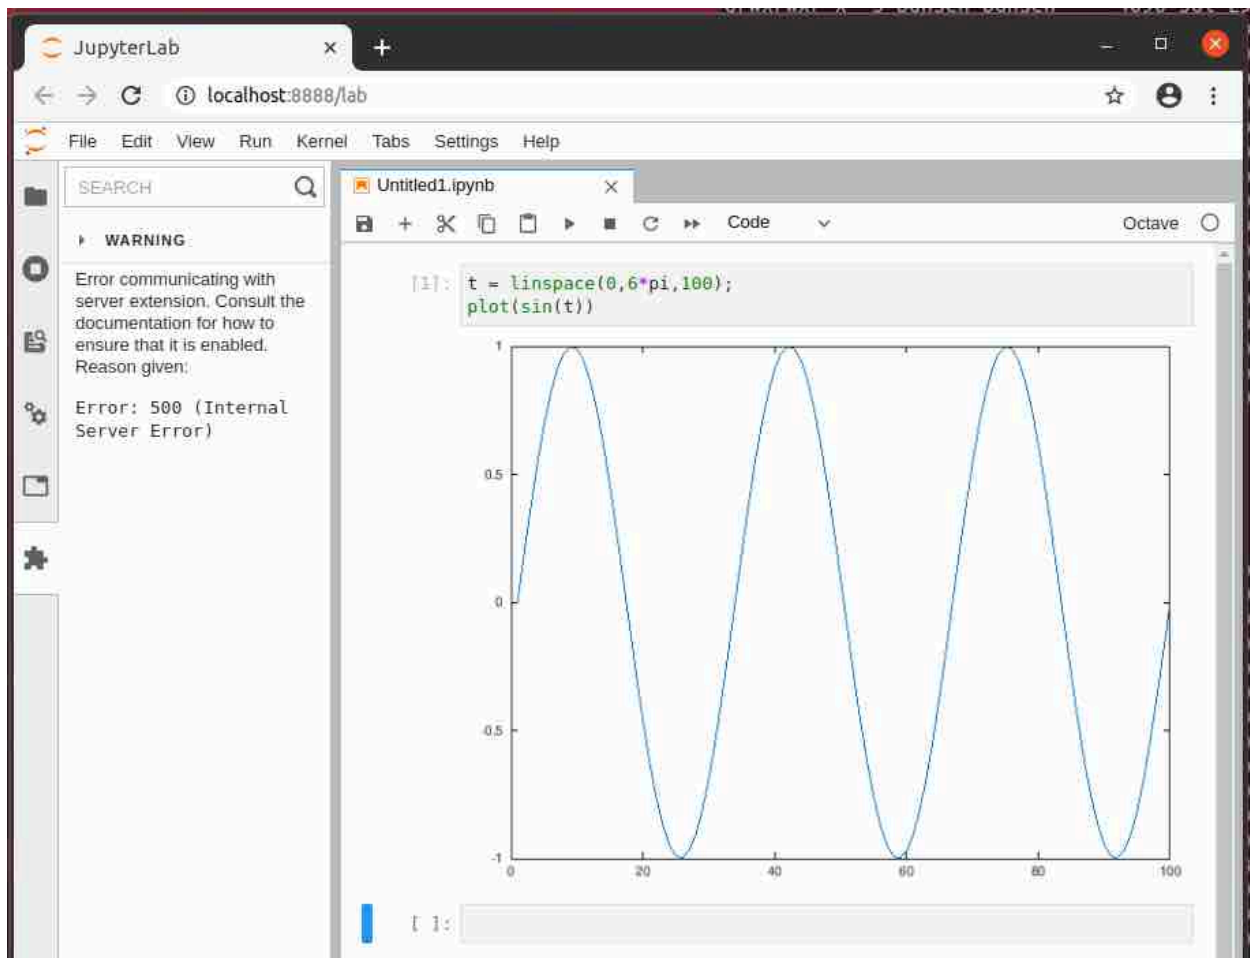 JupyterLab
localhost:8888/lab
File Edit View Run Kernel Tabs Settings Help
SEARCH
WARNING
Error communicating with
server extension. Consult the
documentation for how to
ensure that it is enabled.
Reason given:
Error: 500 (Internal
Server Error)
Untitled1.ipynb
Code
Octave
[1]: t = linspace(0,6*pi,100);
plot(sin(t))
1
0.5
0
-0.5
-1
0 20 40 60 80 100
[ ]: